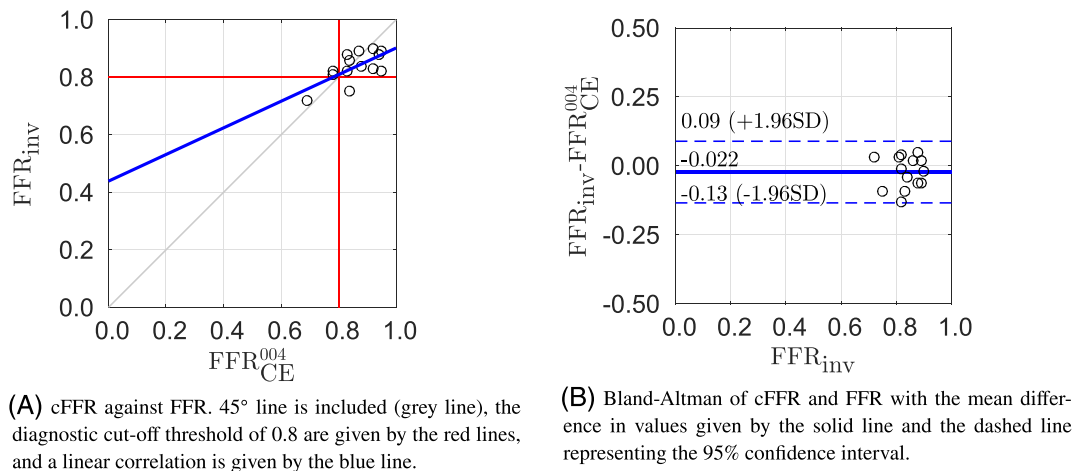 1.0
0.8
0.6
0.4
0.2
0.0
FFR_inv
0.0 0.2 0.4 0.6 0.8 1.0
FFR^004_CE
(A) cFFR against FFR. 45° line is included (grey line), the
diagnostic cut-off threshold of 0.8 are given by the red lines,
and a linear correlation is given by the blue line.
0.50
0.25
0.00
-0.25
-0.50
FFR_inv-FFR^004_CE
0.09 (+1.96SD)
-0.022
-0.13 (-1.96SD)
0.0 0.2 0.4 0.6 0.8 1.0
FFR_inv
(B) Bland-Altman of cFFR and FFR with the mean differ-
ence in values given by the solid line and the dashed line
representing the 95% confidence interval.